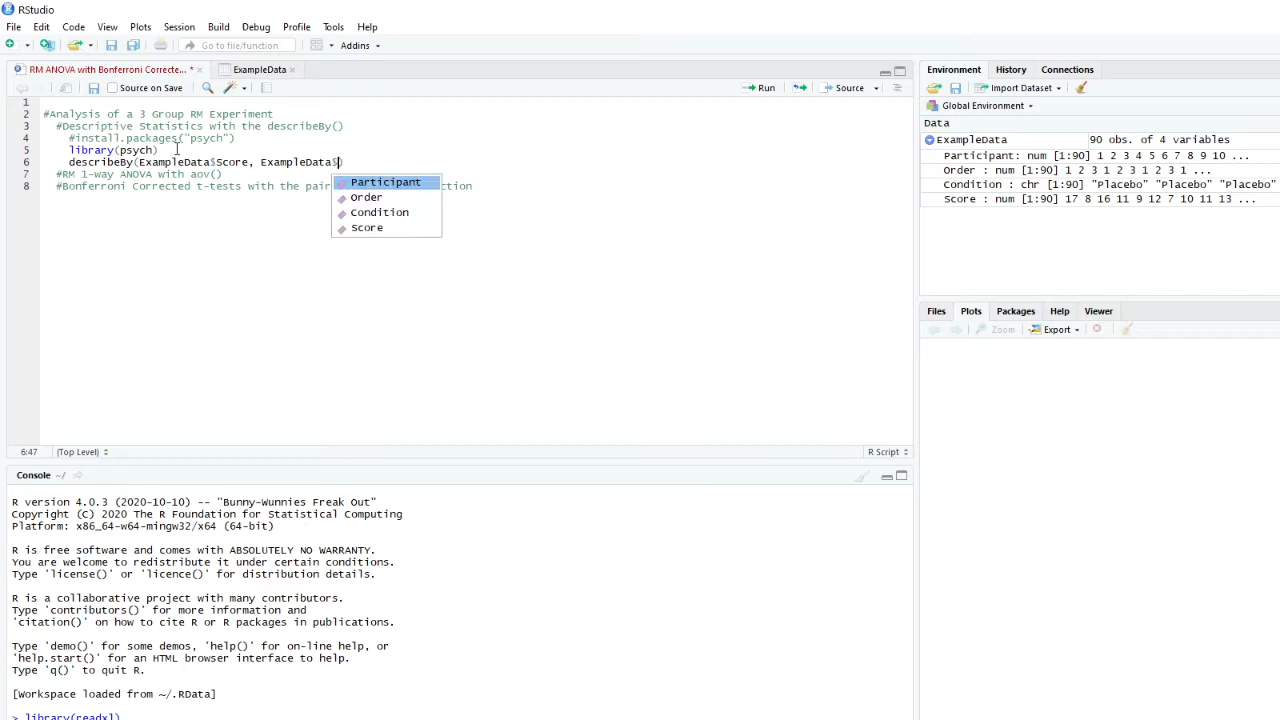 RStudio
File Edit Code View Plots Session Build Debug Profile Tools Help
Go to file/function Addins
RM ANOVA with Bonferroni Correcte... * ExampleData
Source on Save Run Source
1
2 #Analysis of a 3 Group RM Experiment
3 #Descriptive Statistics with the describeBy()
4 #install.packages("psych")
5 library(psych)
6 describeBy(ExampleData$Score, ExampleData$)
7 #RM 1-way ANOVA with aov()
8 #Bonferroni Corrected t-tests with the pair ction
Participant
Order
Condition
Score
6:47 (Top Level) R Script
Console ~/
R version 4.0.3 (2020-10-10) -- "Bunny-Wunnies Freak Out"
Copyright (C) 2020 The R Foundation for Statistical Computing
Platform: x86_64-w64-mingw32/x64 (64-bit)
R is free software and comes with ABSOLUTELY NO WARRANTY.
You are welcome to redistribute it under certain conditions.
Type 'license()' or 'licence()' for distribution details.
R is a collaborative project with many contributors.
Type 'contributors()' for more information and
'citation()' on how to cite R or R packages in publications.
Type 'demo()' for some demos, 'help()' for on-line help, or
'help.start()' for an HTML browser interface to help.
Type 'q()' to quit R.
[Workspace loaded from ~/.RData]
> library(readxl)
Environment History Connections
Import Dataset
Global Environment
Data
ExampleData 90 obs. of 4 variables
Participant: num [1:90] 1 2 3 4 5 6 7 8 9 10 ...
Order : num [1:90] 1 2 3 1 2 3 1 2 3 1 ...
Condition : chr [1:90] "Placebo" "Placebo" "Placebo"
Score : num [1:90] 17 8 16 11 9 12 7 10 11 13 ...
Files Plots Packages Help Viewer
Zoom Export